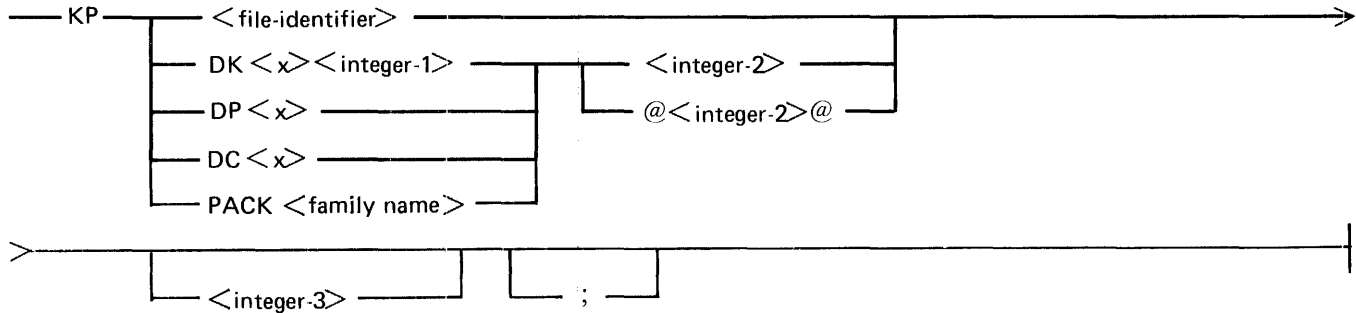 KP <file-identifier>
DK <x> <integer-1> <integer-2>
DP <x> @<integer-2>@
DC <x>
PACK <family name>
<integer-3> ;